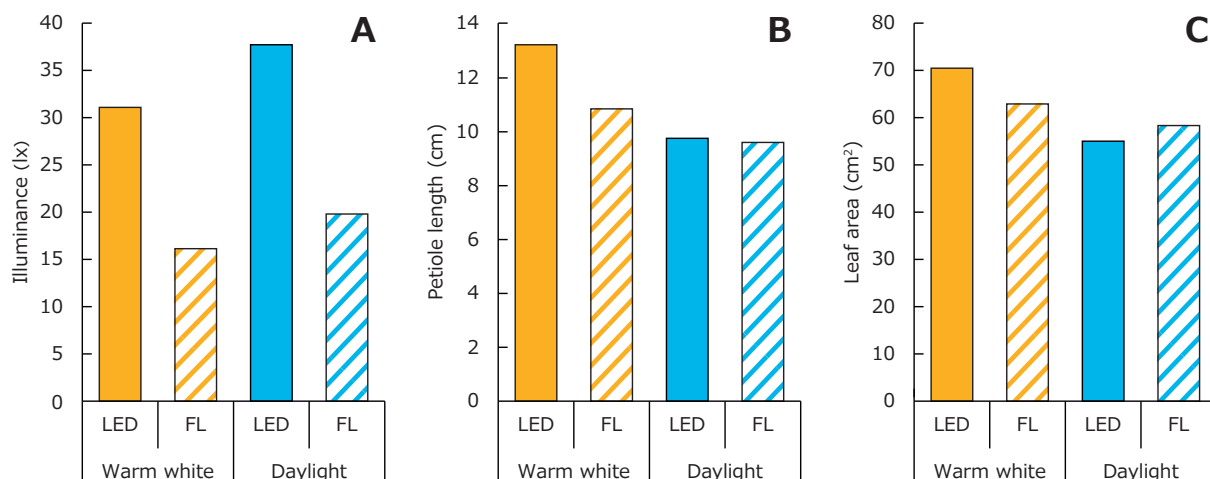 A
Illuminance (lx)
40
35
30
25
20
15
10
5
0
LED FL LED FL
Warm white Daylight
B
Petiole length (cm)
14
12
10
8
6
4
2
0
LED FL LED FL
Warm white Daylight
C
Leaf area (cm²)
80
70
60
50
40
30
20
10
0
LED FL LED FL
Warm white Daylight